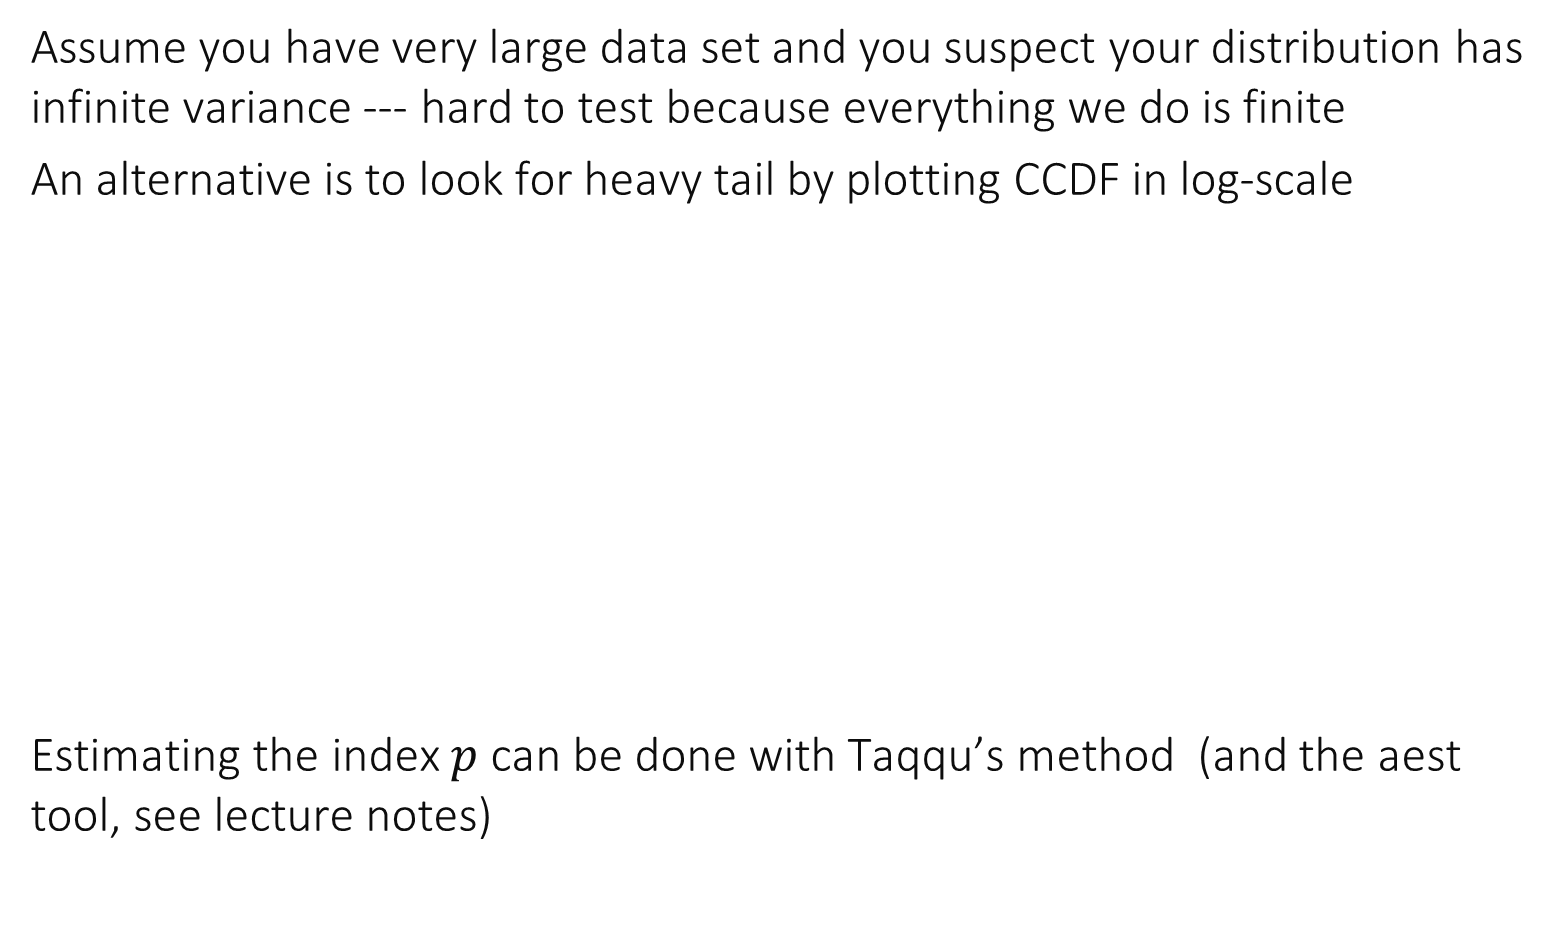 Assume you have very large data set and you suspect your distribution has
infinite variance --- hard to test because everything we do is finite
An alternative is to look for heavy tail by plotting CCDF in log-scale
Estimating the index p can be done with Taqqu’s method  (and the aest
tool, see lecture notes)